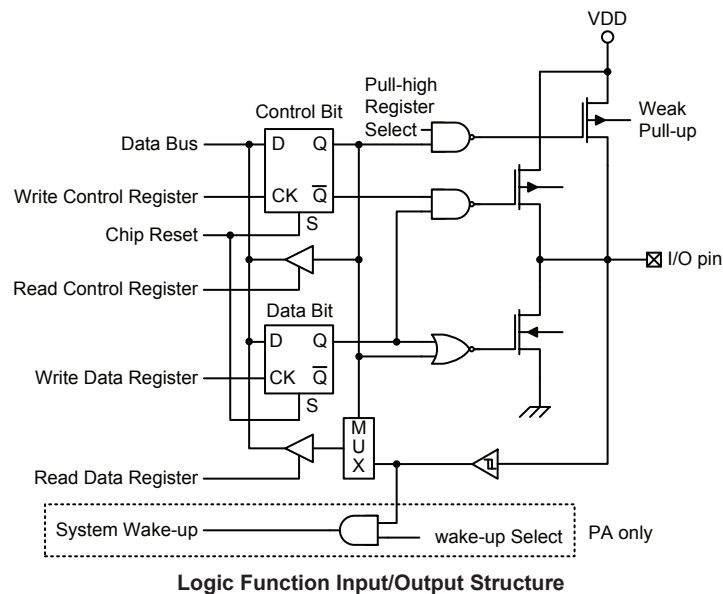 VDD
Pull-high
Register
Select
Weak
Pull-up
Control Bit
Data Bus
D
Q
Write Control Register
CK
Q
S
Chip Reset
I/O pin
Read Control Register
Data Bit
D
Q
Write Data Register
CK
Q
S
M
U
X
Read Data Register
System Wake-up
wake-up Select
PA only
Logic Function Input/Output Structure